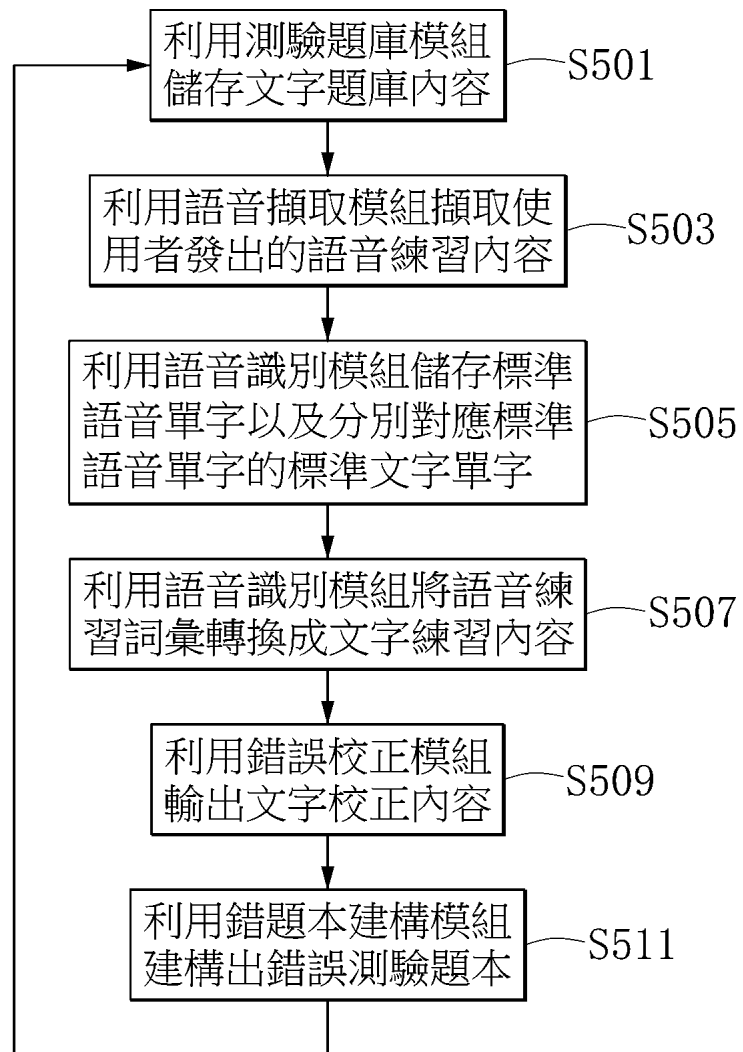 利用測驗題庫模組
儲存文字題庫內容
S501
利用語音擷取模組擷取使
用者發出的語音練習內容
S503
利用語音識別模組儲存標準
語音單字以及分別對應標準
語音單字的標準文字單字
S505
利用語音識別模組將語音練
習詞彙轉換成文字練習內容
S507
利用錯誤校正模組
輸出文字校正內容
S509
利用錯題本建構模組
建構出錯誤測驗題本
S511